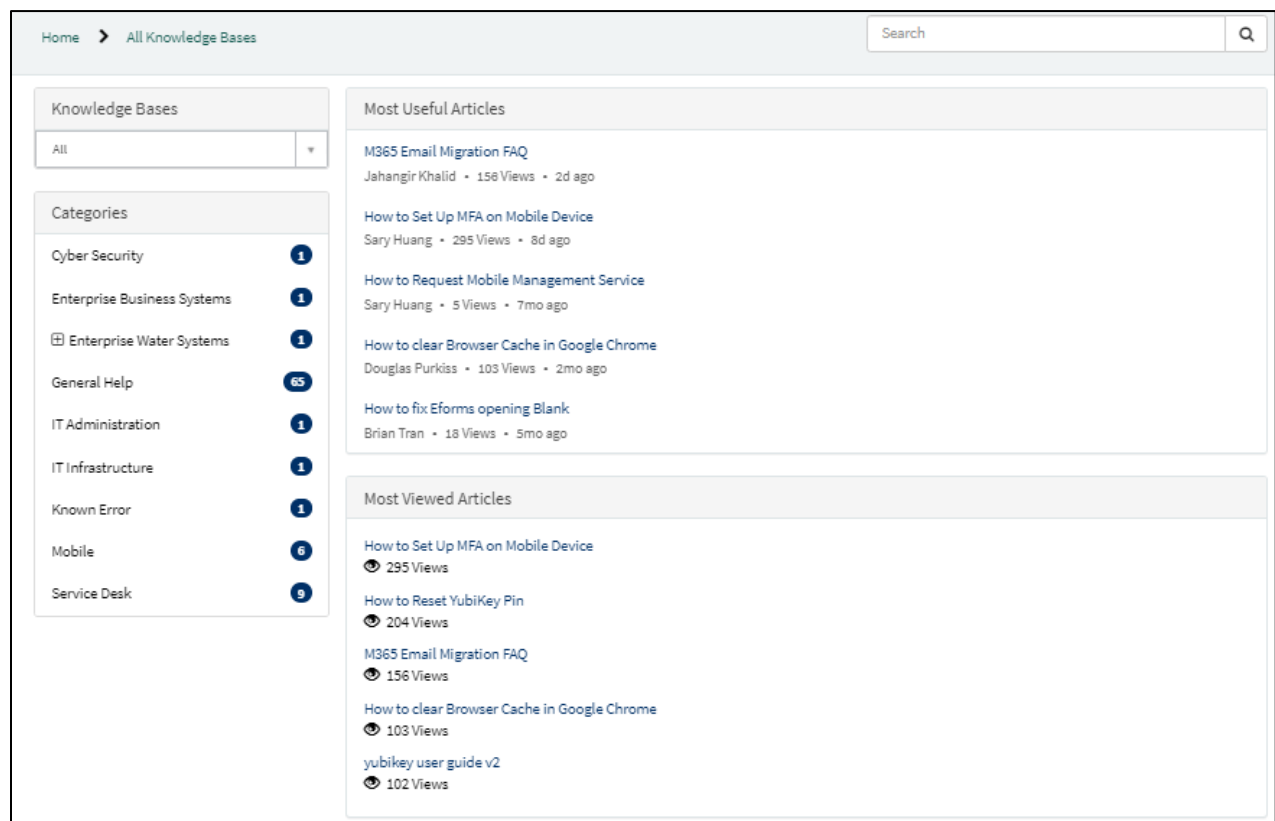 Home > All Knowledge Bases
Search
Knowledge Bases
All
Categories
Cyber Security 1
Enterprise Business Systems 1
Enterprise Water Systems 1
General Help 65
IT Administration 1
IT Infrastructure 1
Known Error 1
Mobile 6
Service Desk 9
Most Useful Articles
M365 Email Migration FAQ
Jahangir Khalid • 156 Views • 2d ago
How to Set Up MFA on Mobile Device
Sary Huang • 295 Views • 8d ago
How to Request Mobile Management Service
Sary Huang • 5 Views • 7mo ago
How to clear Browser Cache in Google Chrome
Douglas Purkiss • 103 Views • 2mo ago
How to fix Eforms opening Blank
Brian Tran • 18 Views • 5mo ago
Most Viewed Articles
How to Set Up MFA on Mobile Device
295 Views
How to Reset YubiKey Pin
204 Views
M365 Email Migration FAQ
156 Views
How to clear Browser Cache in Google Chrome
103 Views
yubikey user guide v2
102 Views